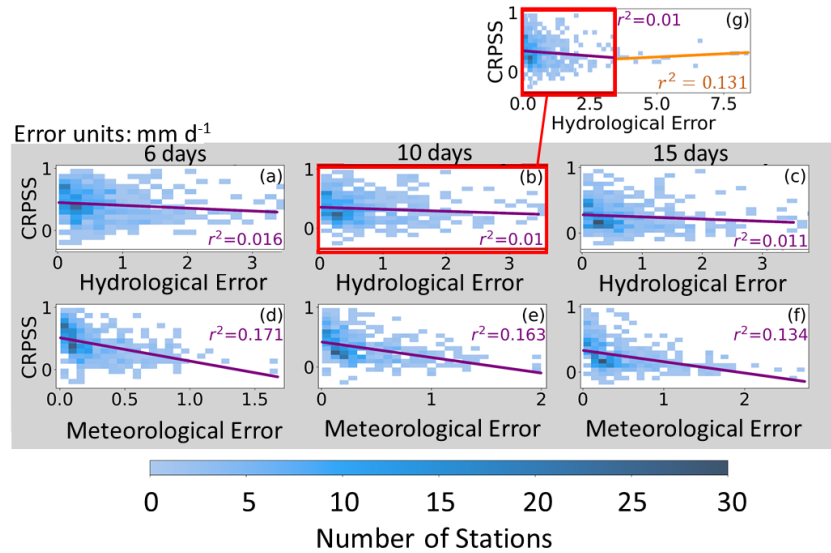 (g)
r²=0.01
1
CRPSS
0
r² = 0.131
0.0 2.5 5.0 7.5
Hydrological Error
Error units: mm d⁻¹
6 days 10 days 15 days
1 (a) 1 (b) 1 (c)
CRPSS
0 0 0
r²=0.016 r²=0.01 r²=0.011
0 1 2 3 0 1 2 3 0 1 2 3
Hydrological Error Hydrological Error Hydrological Error
1 (d) 1 (e) 1 (f)
r²=0.171 r²=0.163 r²=0.134
CRPSS
0 0 0
0.0 0.5 1.0 1.5 0 1 2 0 1 2
Meteorological Error Meteorological Error Meteorological Error
0 5 10 15 20 25 30
Number of Stations